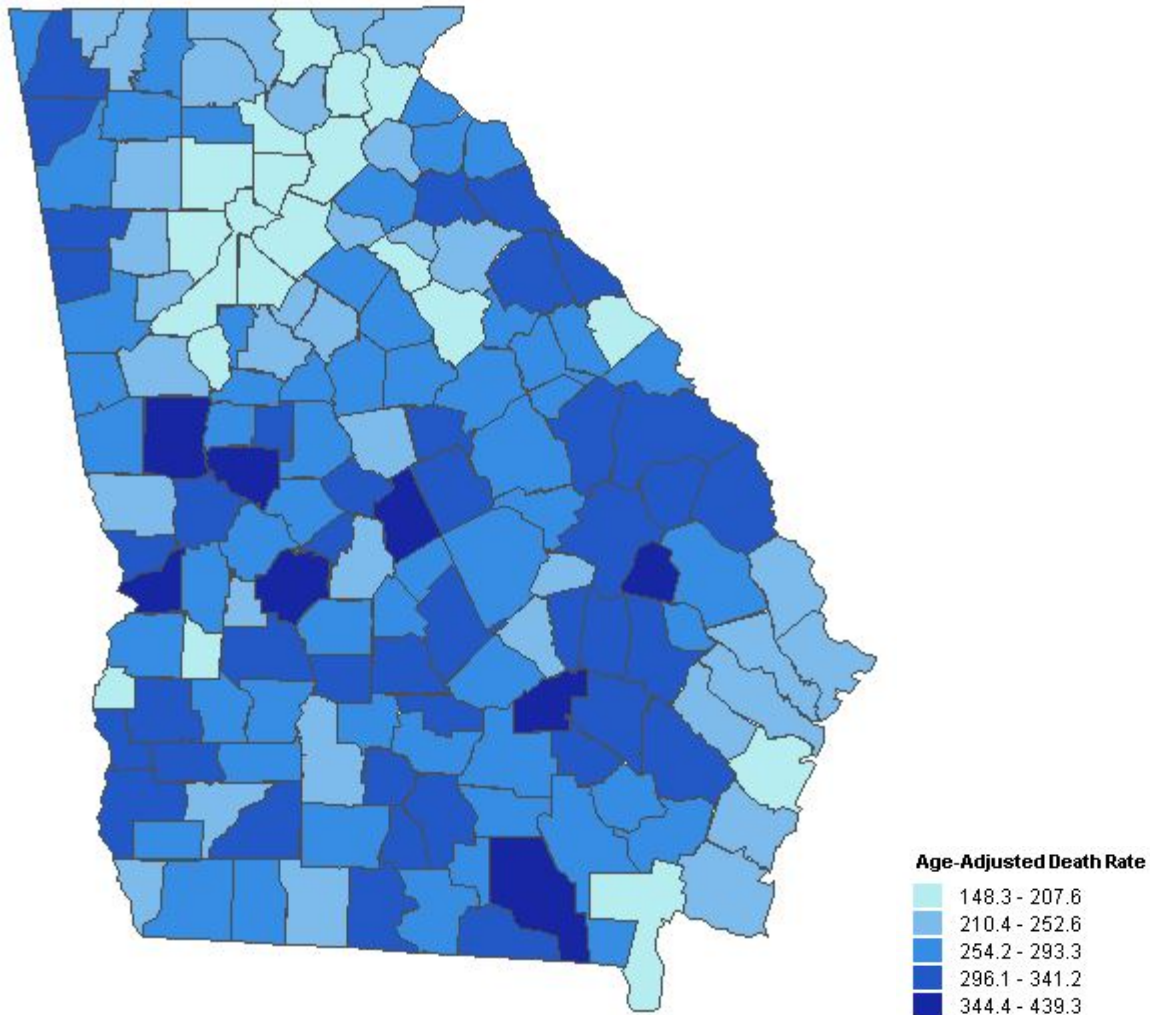 Age-Adjusted Death Rate
148.3 - 207.6
210.4 - 252.6
254.2 - 293.3
296.1 - 341.2
344.4 - 439.3